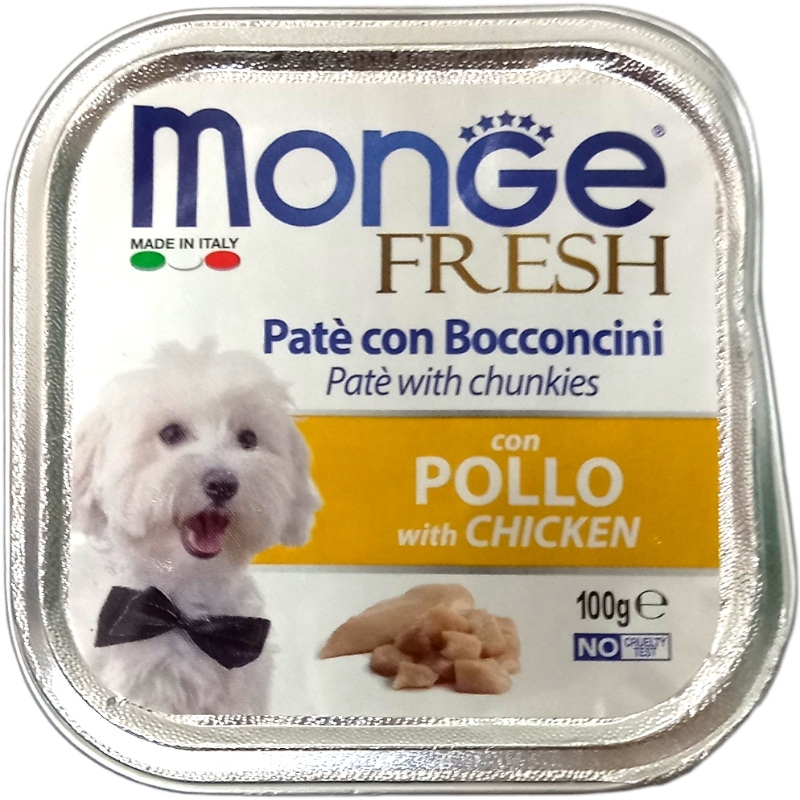 monGe®
MADE IN ITALY
FRESH
Patè con Bocconcini
Patè with chunkies
con
POLLO
with CHICKEN
100g ℮
NO CRUELTY TEST